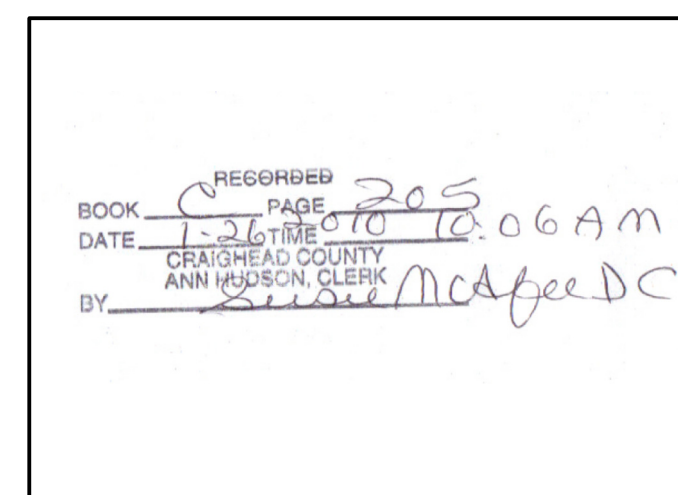 RECORDED
BOOK C PAGE 205
DATE 1-26 2010 TIME 10:06 AM
CRAIGHEAD COUNTY
ANN HUDSON, CLERK
BY Susie McAfee DC